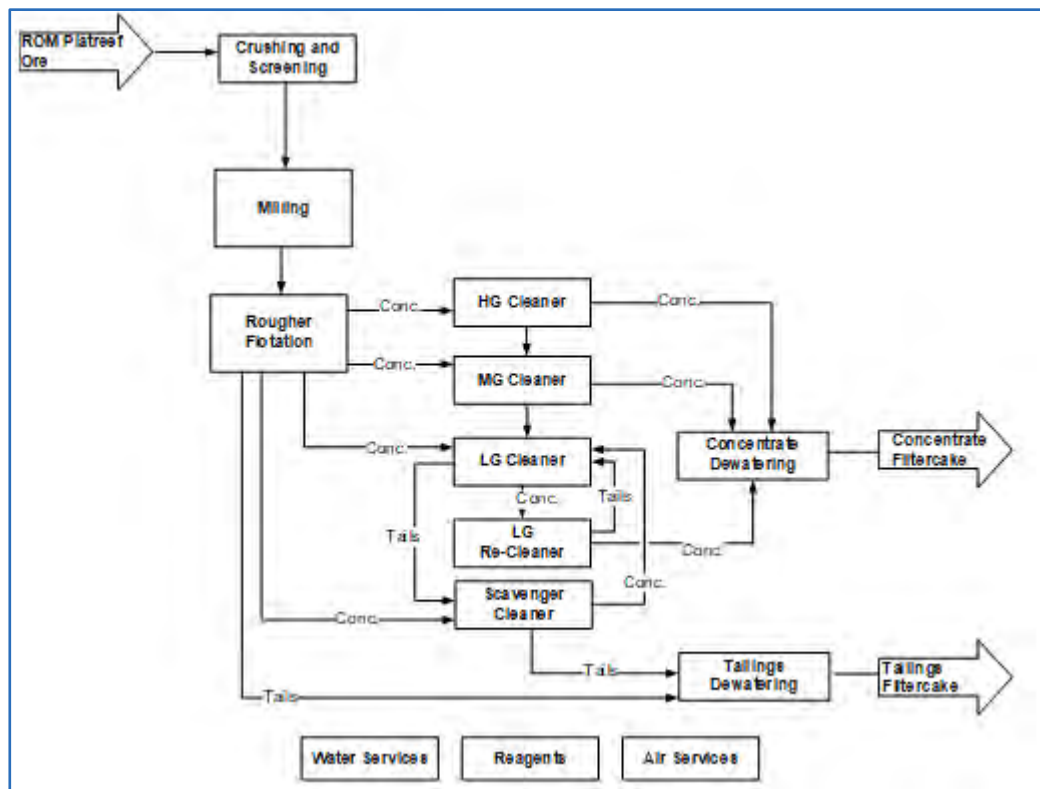 ROM Platreef
Ore
Crushing and
Screening
Milling
Rougher
Flotation
Conc.
HG Cleaner
Conc.
Conc.
MG Cleaner
Conc.
Conc.
LG Cleaner
Concentrate
Dewatering
Concentrate
Filtercake
Conc.
Tails
Tails
LG
Re-Cleaner
Conc.
Conc.
Scavenger
Cleaner
Conc.
Tails
Tailings
Dewatering
Tailings
Filtercake
Tails
Water Services
Reagents
Air Services